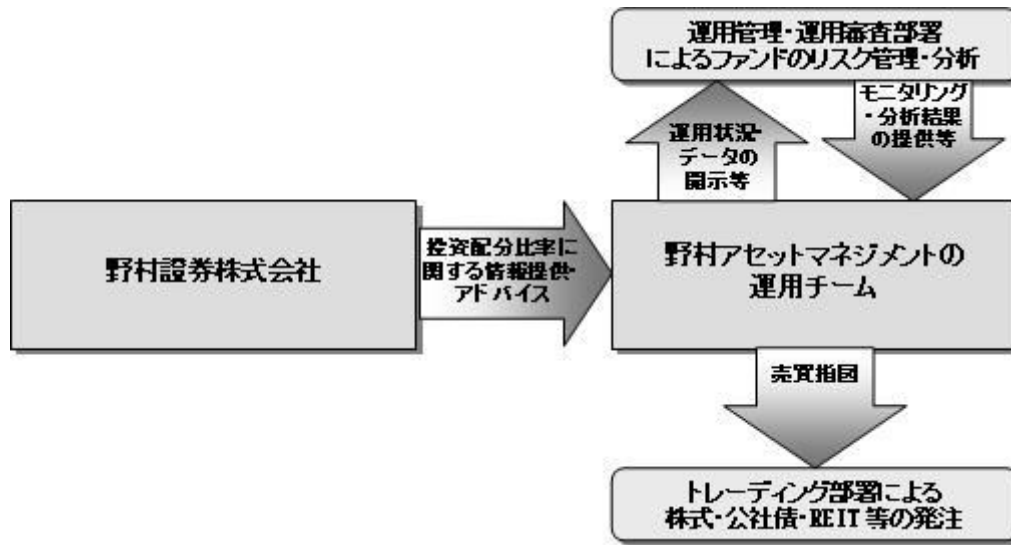 運用管理・運用審査部署
によるファンドのリスク管理・分析
運用状況・
データの
開示等
モニタリング
・分析結果
の提供等
野村證券株式会社
投資配分比率に
関する情報提供・
アドバイス
野村アセットマネジメントの
運用チーム
売買指図
トレーディング部署による
株式・公社債・REIT等の発注